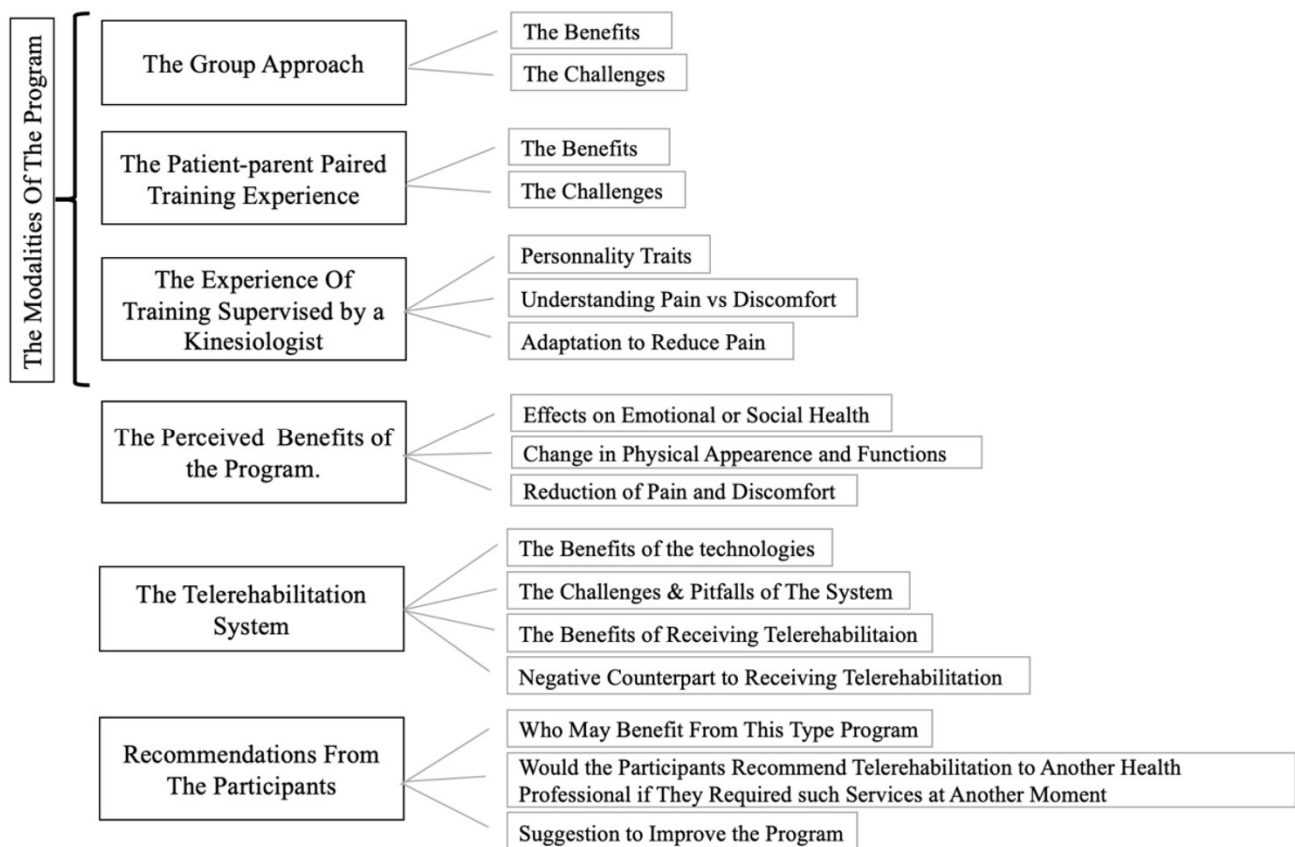 The Modalities Of The Program
The Group Approach
The Benefits
The Challenges
The Patient-parent Paired
Training Experience
The Benefits
The Challenges
The Experience Of
Training Supervised by a
Kinesiologist
Personnality Traits
Understanding Pain vs Discomfort
Adaptation to Reduce Pain
The Perceived Benefits of
the Program.
Effects on Emotional or Social Health
Change in Physical Appearence and Functions
Reduction of Pain and Discomfort
The Telerehabilitation
System
The Benefits of the technologies
The Challenges & Pitfalls of The System
The Benefits of Receiving Telerehabilitaion
Negative Counterpart to Receiving Telerehabilitation
Recommendations From
The Participants
Who May Benefit From This Type Program
Would the Participants Recommend Telerehabilitation to Another Health
Professional if They Required such Services at Another Moment
Suggestion to Improve the Program